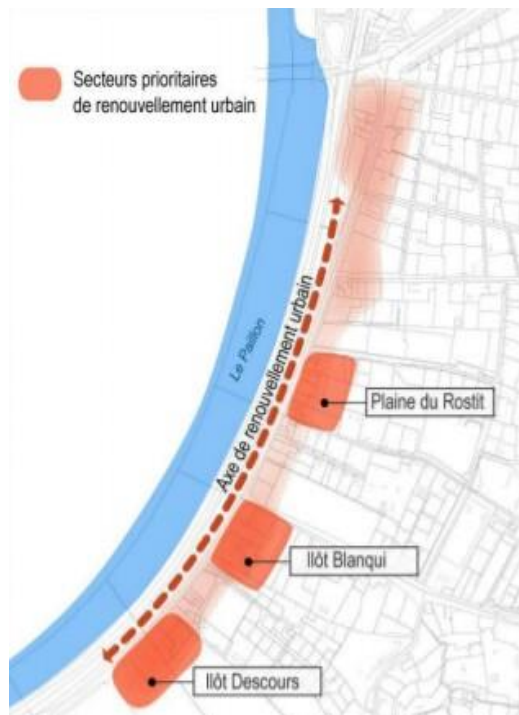 Secteurs prioritaires
de renouvellement urbain
Le Paillon
Axe de renouvellement urbain
Plaine du Rostit
Ilôt Blanqui
Ilôt Descours